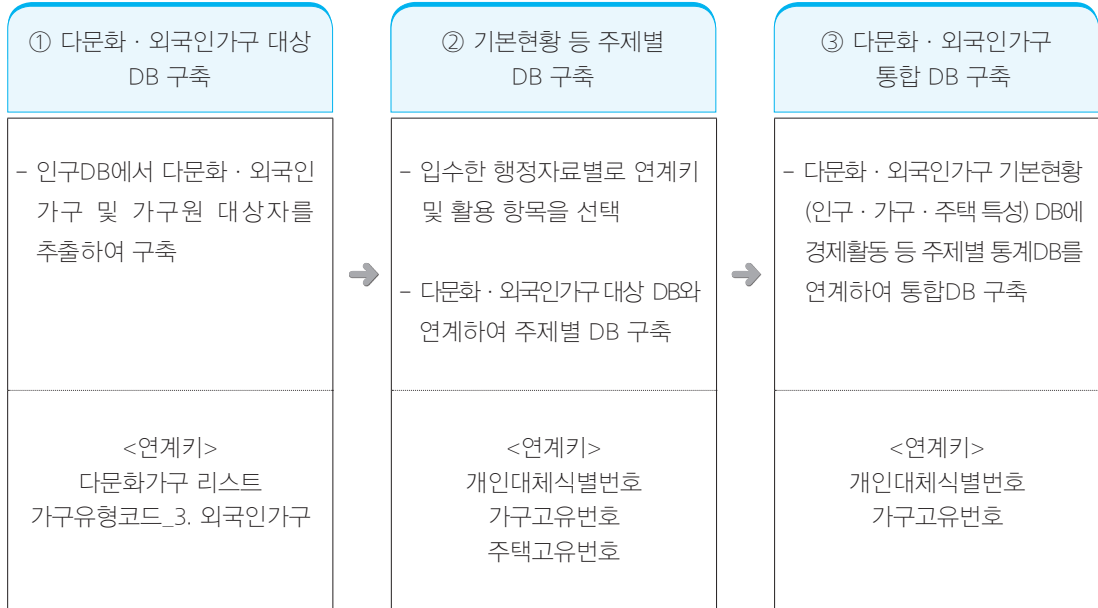 ① 다문화 · 외국인가구 대상
DB 구축
- 인구DB에서 다문화 · 외국인
가구 및 가구원 대상자를
추출하여 구축
<연계키>
다문화가구 리스트
가구유형코드_3. 외국인가구
② 기본현황 등 주제별
DB 구축
- 입수한 행정자료별로 연계키
및 활용 항목을 선택
- 다문화 · 외국인가구 대상 DB와
연계하여 주제별 DB 구축
<연계키>
개인대체식별번호
가구고유번호
주택고유번호
③ 다문화 · 외국인가구
통합 DB 구축
- 다문화 · 외국인가구 기본현황
(인구 · 가구 · 주택 특성) DB에
경제활동 등 주제별 통계DB를
연계하여 통합DB 구축
<연계키>
개인대체식별번호
가구고유번호